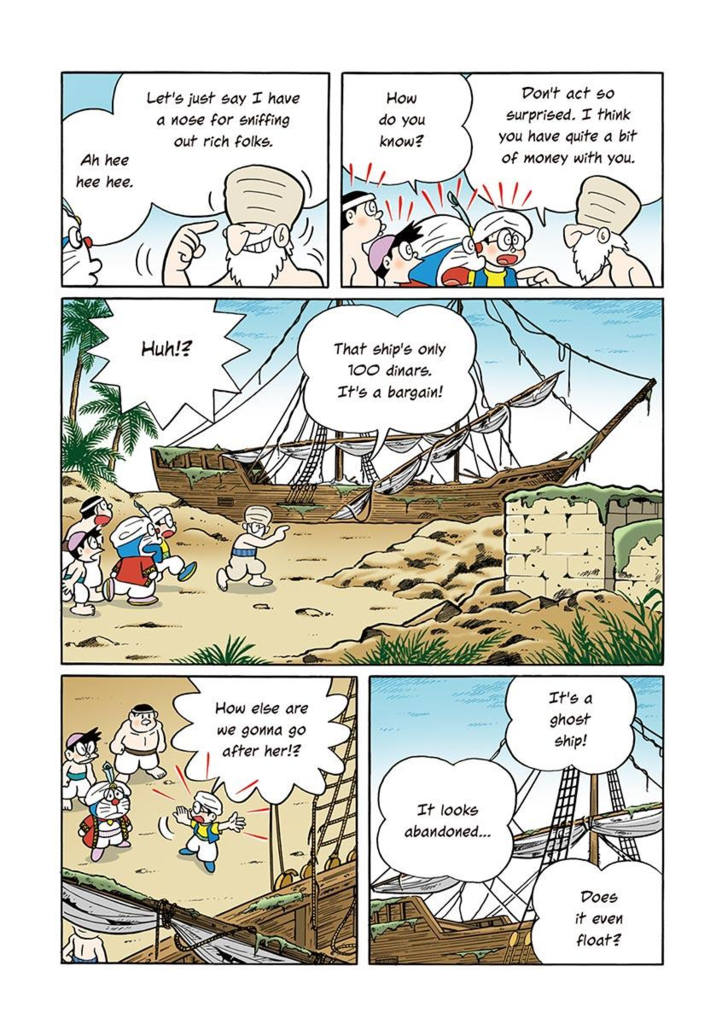 Don't act so
surprised. I think
you have quite a bit
of money with you.
How
do you
know?
Let's just say I have
a nose for sniffing
out rich folks.
Ah hee
hee hee.
That ship's only
100 dinars.
It's a bargain!
Huh!?
It's a
ghost
ship!
It looks
abandoned...
Does
it even
float?
How else are
we gonna go
after her!?